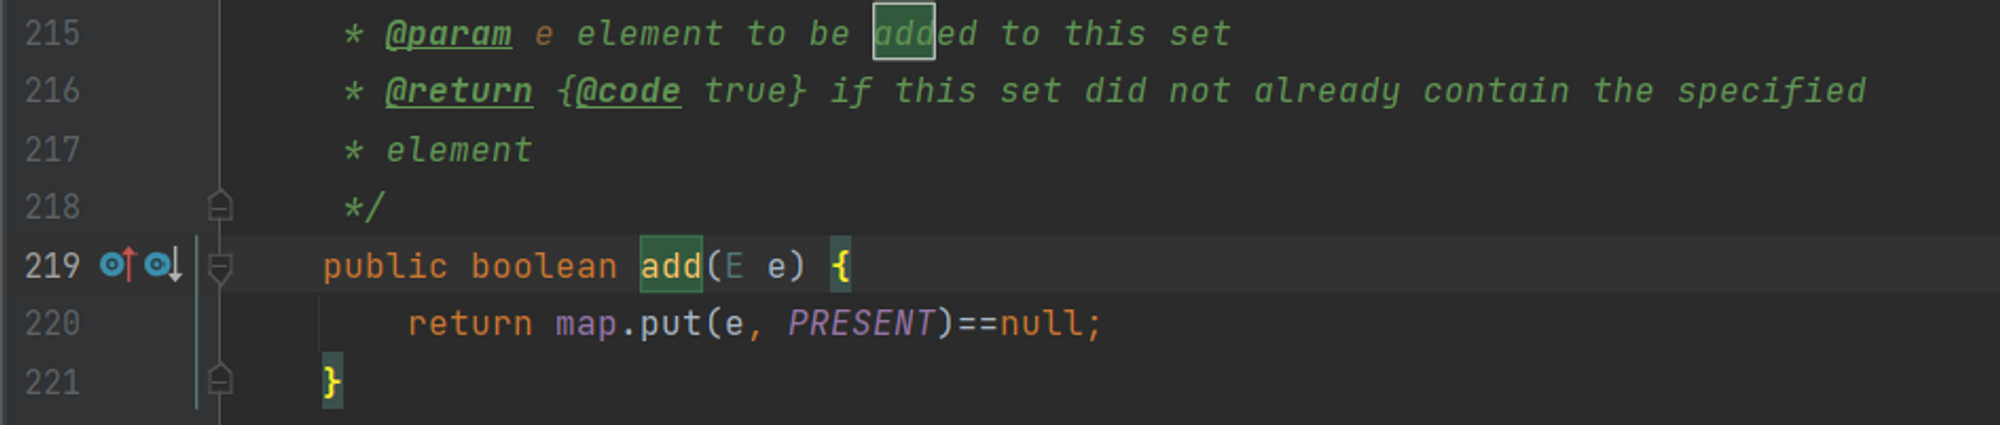 215 * @param e element to be added to this set
216 * @return {@code true} if this set did not already contain the specified
217 * element
218 */
219 public boolean add(E e) {
220 return map.put(e, PRESENT)==null;
221 }